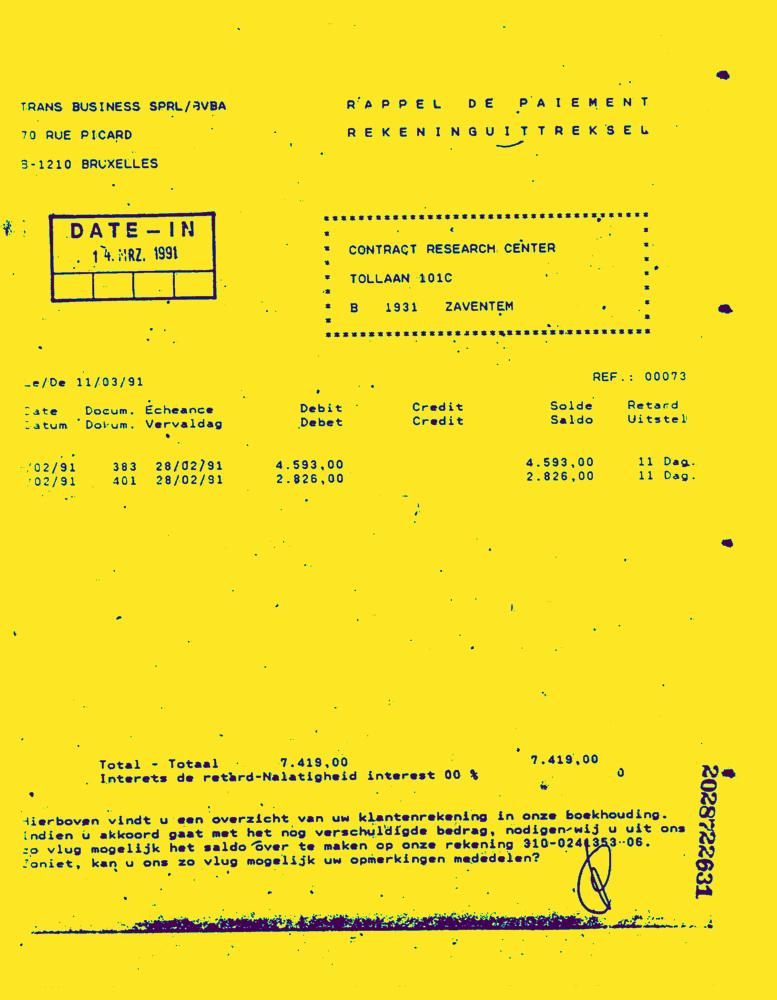 TRANS BUSINESS SPRL/BVBA
RAPPEL DE PAIEMENT
70 RUE PICARD
REKENINGUITTREKSEL
B-1210 BRUXELLES
DATE-IN
14. MRZ. 1991
CONTRACT RESEARCH CENTER
TOLLAAN 101C
B 1931 ZAVENTEM
Le/De 11/03/91
REF.: 00073
Date Docum. Echeance Debit Credit Solde Retard
Datum Dokum. Vervaldag Debet Credit Saldo Uitstel
/02/91 383 28/02/91 4.593,00 4.593,00 11 Dag.
/02/91 401 28/02/91 2.826,00 2.826,00 11 Dag.
Total - Totaal 7.419,00 7.419,00
Interets de retard-Nalatigheid interest 00 % 0
Hierboven vindt u een overzicht van uw klantenrekening in onze boekhouding.
Indien u akkoord gaat met het nog verschuldigde bedrag, nodigen wij u uit ons
zo vlug mogelijk het saldo over te maken op onze rekening 310-0241353-06.
Zoniet, kan u ons zo vlug mogelijk uw opmerkingen mededelen?
2028722631